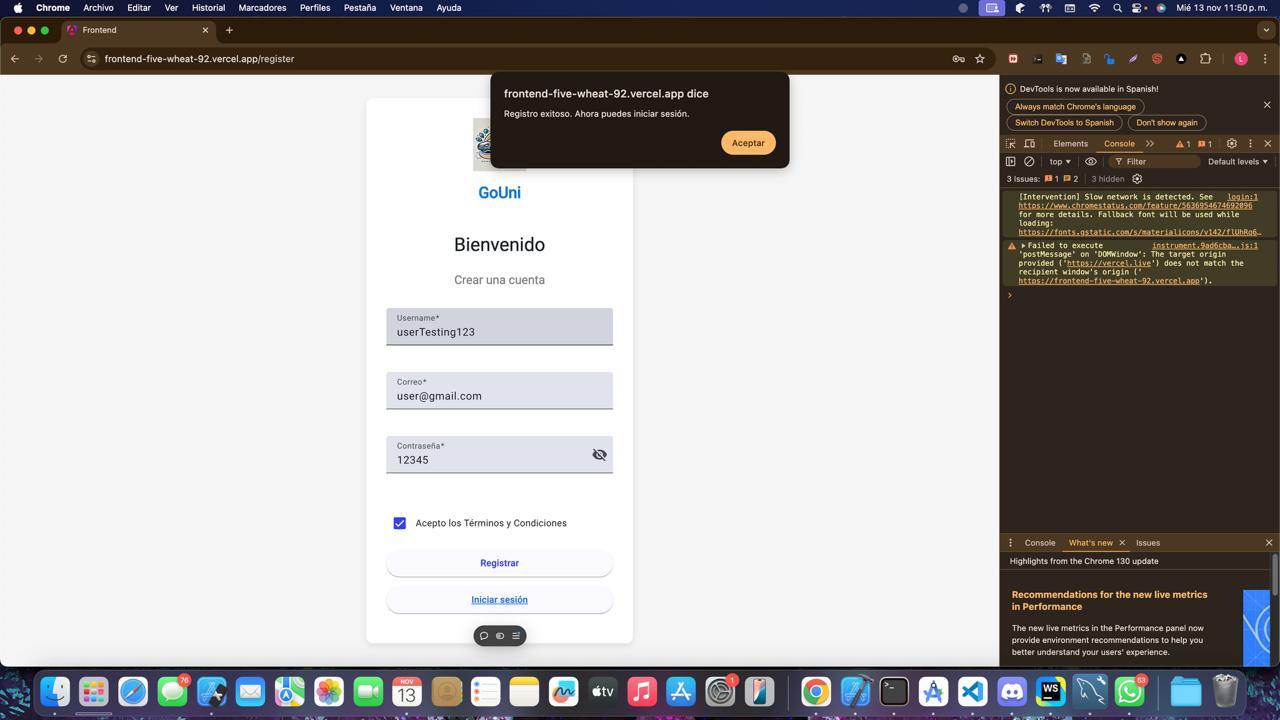 Chrome Archivo Editar Ver Historial Marcadores Perfiles Pestaña Ventana Ayuda
Mié 13 nov 11:50 p.m.
Frontend
frontend-five-wheat-92.vercel.app/register
L
frontend-five-wheat-92.vercel.app dice
Registro exitoso. Ahora puedes iniciar sesión.
Aceptar
GoUni
Bienvenido
Crear una cuenta
Username*
userTesting123
Correo*
user@gmail.com
Contraseña*
12345
Acepto los Términos y Condiciones
Registrar
Iniciar sesión
DevTools is now available in Spanish!
Always match Chrome's language
Switch DevTools to Spanish Don't show again
Elements Console 1 1
top Filter Default levels
3 Issues: 1 2 3 hidden
[Intervention] Slow network is detected. See login:1
https://www.chromestatus.com/feature/5636954674692096
for more details. Fallback font will be used while
loading:
https://fonts.gstatic.com/s/materialicons/v142/flUhRq6…
Failed to execute instrument.9ad6cba….js:1
'postMessage' on 'DOMWindow': The target origin
provided ('https://vercel.live') does not match the
recipient window's origin ('
https://frontend-five-wheat-92.vercel.app').
Console What's new Issues
Highlights from the Chrome 130 update
Recommendations for the new live metrics
in Performance
The new live metrics in the Performance panel now
provide environment recommendations to help you
better understand your users' experience.
76
NOV
13
tv
1
WS
53